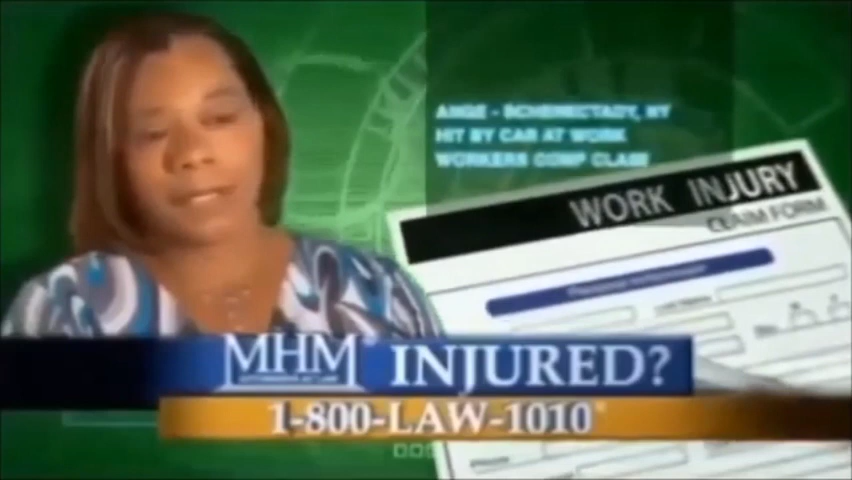 ANGE - SCHENECTADY, NY
HIT BY CAR AT WORK
WORKERS COMP CLAIM
WORK INJURY
CLAIM FORM
MHM
INJURED?
1-800-LAW-1010